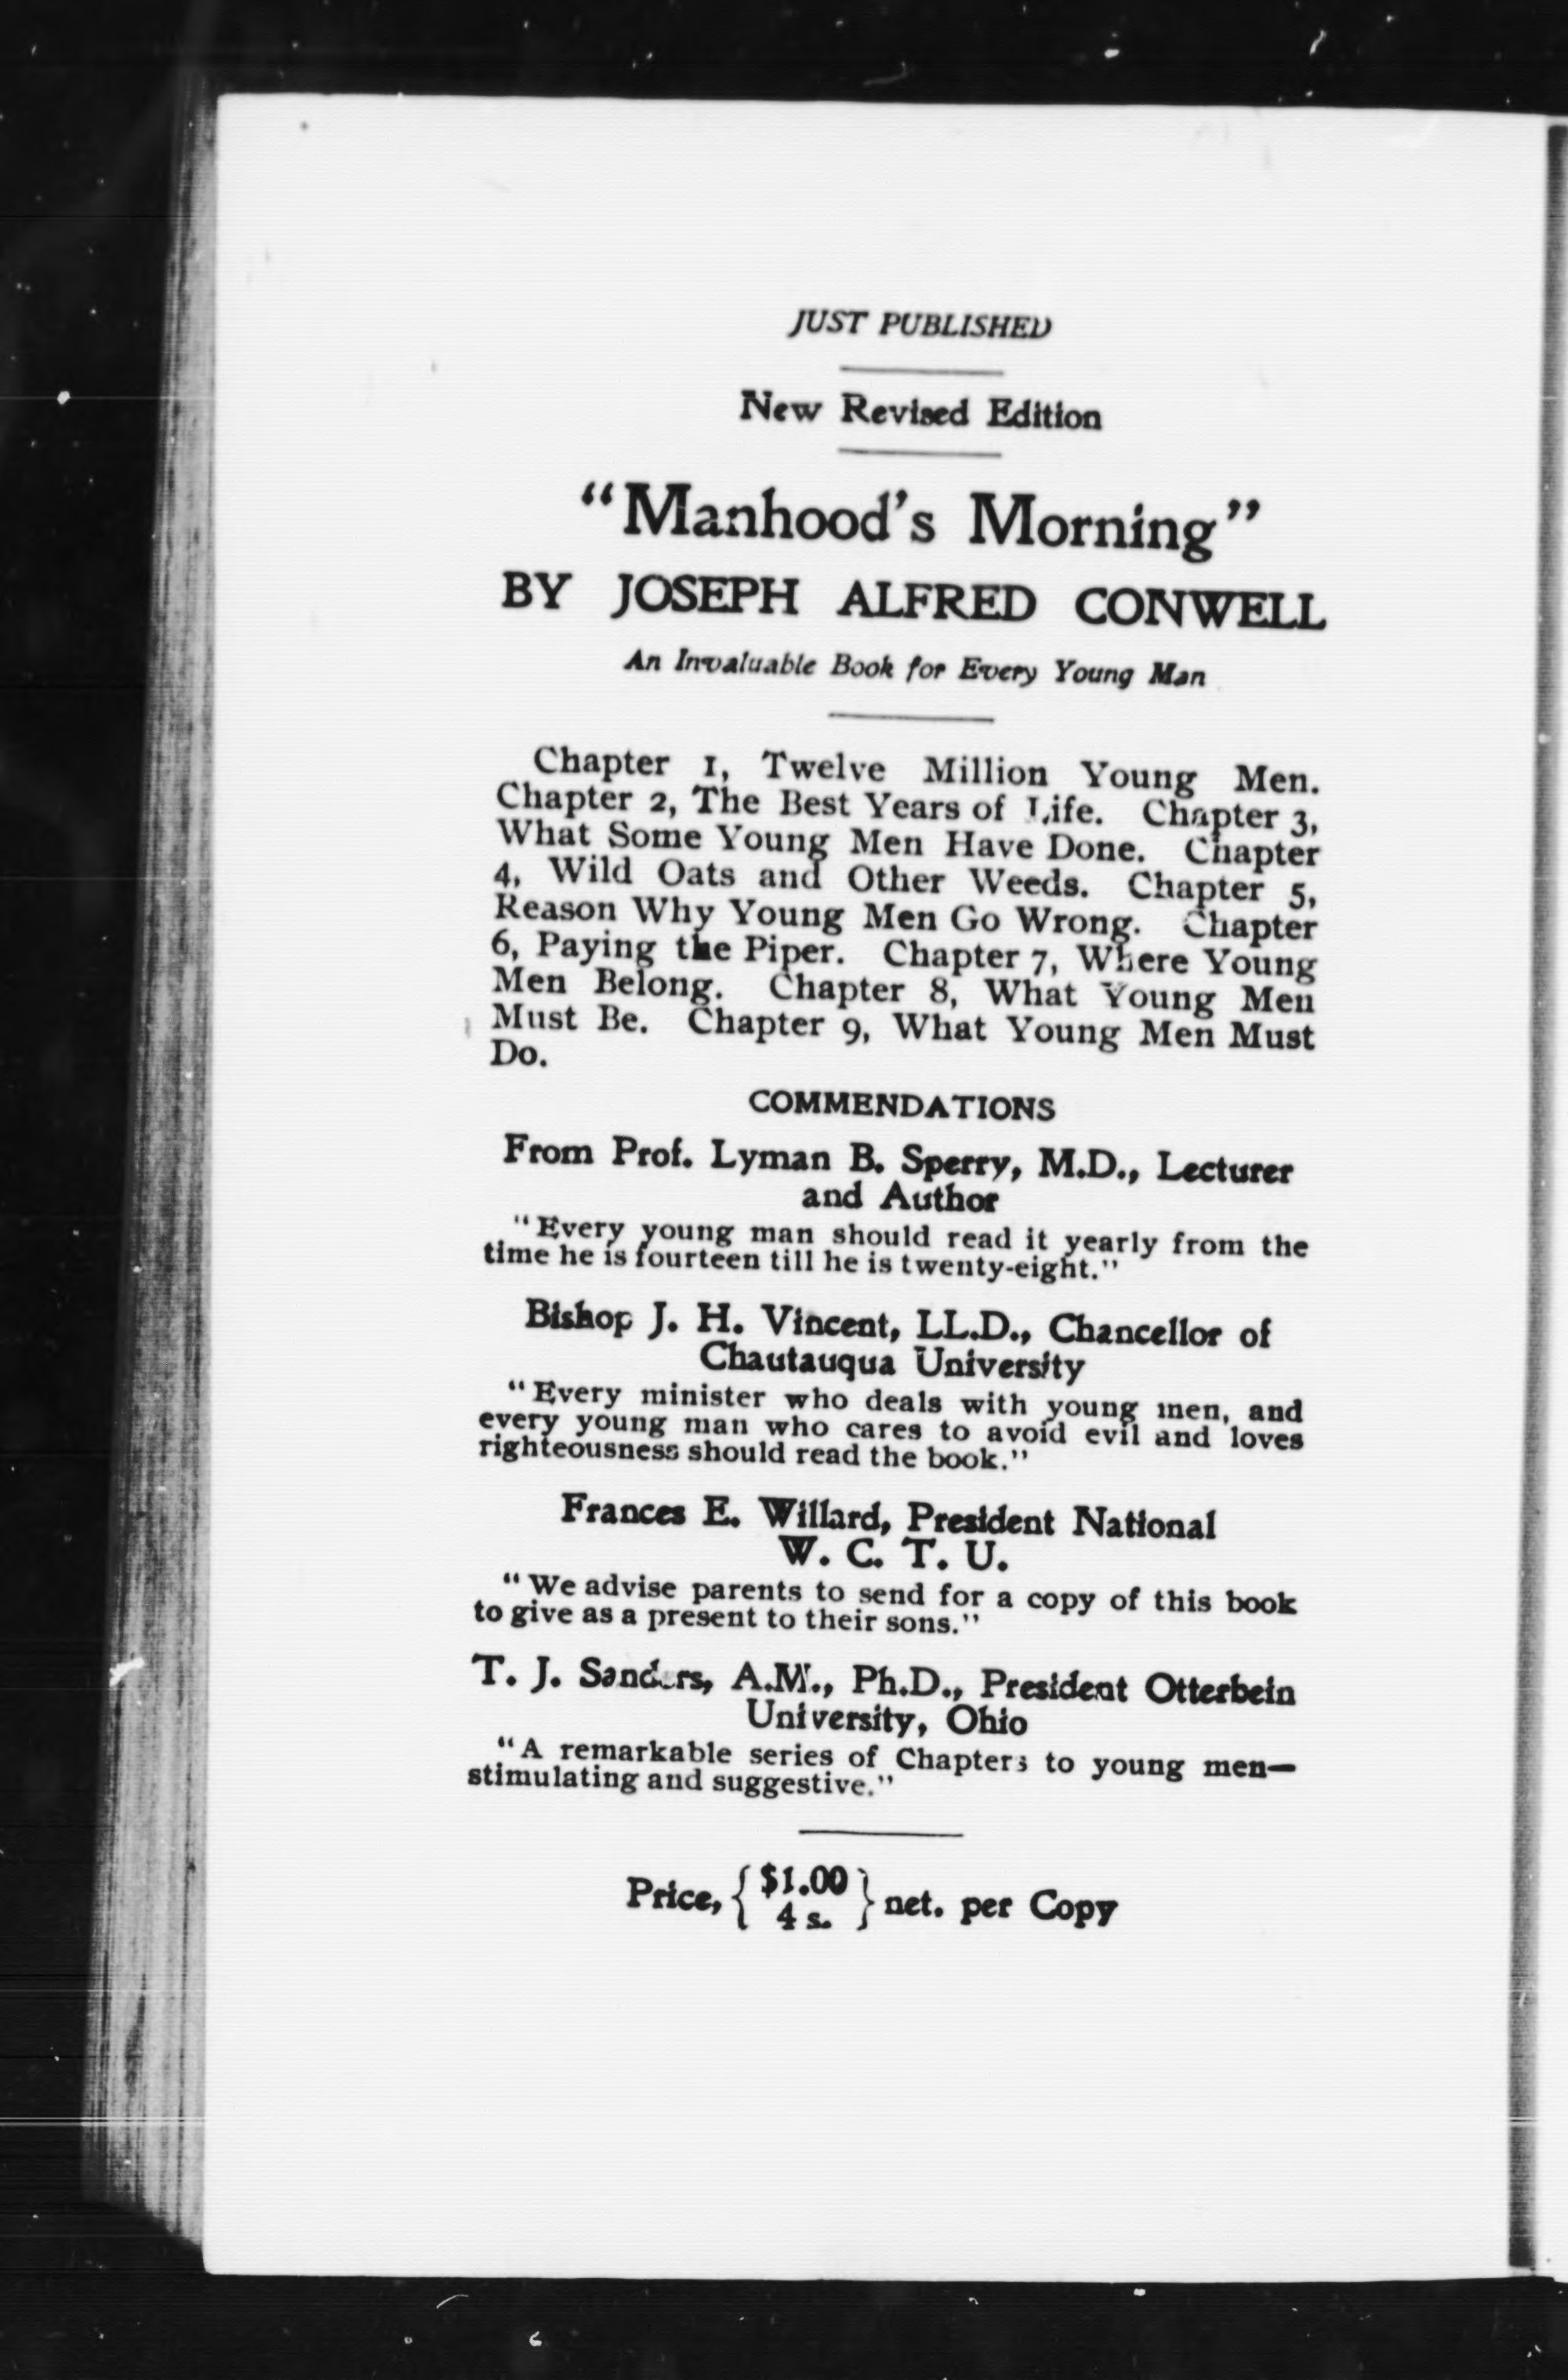 JUST PUBLISHED
New Revised Edition
"Manhood's Morning"
BY JOSEPH ALFRED CONWELL
An Invaluable Book for Every Young Man
Chapter 1, Twelve Million Young Men.
Chapter 2, The Best Years of Life. Chapter 3,
What Some Young Men Have Done. Chapter
4, Wild Oats and Other Weeds. Chapter 5,
Reason Why Young Men Go Wrong. Chapter
6, Paying the Piper. Chapter 7, Where Young
Men Belong. Chapter 8, What Young Men
Must Be. Chapter 9, What Young Men Must
Do.
COMMENDATIONS
From Prof. Lyman B. Sperry, M.D., Lecturer
and Author
"Every young man should read it yearly from the
time he is fourteen till he is twenty-eight."
Bishop J. H. Vincent, LL.D., Chancellor of
Chautauqua University
"Every minister who deals with young men, and
every young man who cares to avoid evil and loves
righteousness should read the book."
Frances E. Willard, President National
W. C. T. U.
"We advise parents to send for a copy of this book
to give as a present to their sons."
T. J. Sanders, A.M., Ph.D., President Otterbein
University, Ohio
"A remarkable series of Chapters to young men—
stimulating and suggestive."
Price, { $1.00 4 s. } net. per Copy